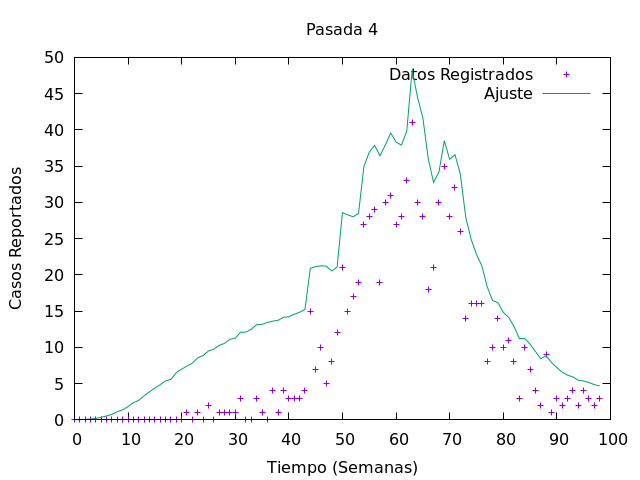 Pasada 4
Datos Registrados
Ajuste
Casos Reportados
50
45
40
35
30
25
20
15
10
5
0
0 10 20 30 40 50 60 70 80 90 100
Tiempo (Semanas)